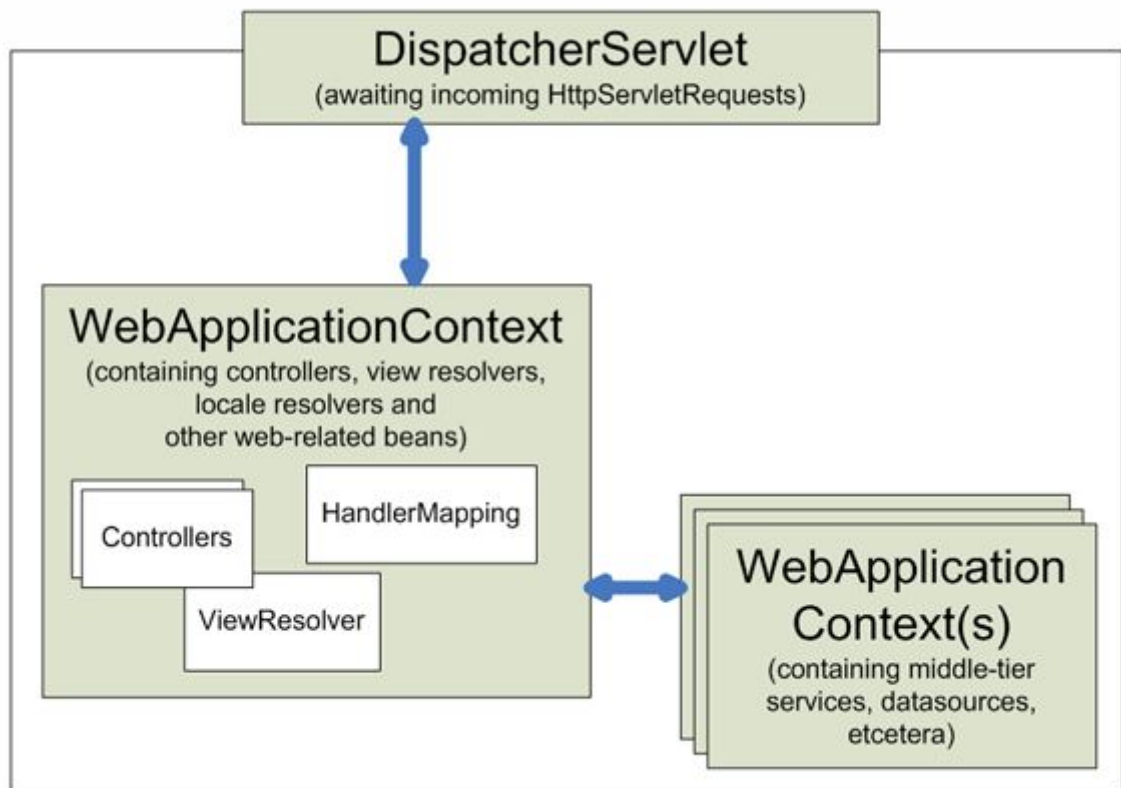 DispatcherServlet
(awaiting incoming HttpServletRequests)
WebApplicationContext
(containing controllers, view resolvers,
locale resolvers and
other web-related beans)
Controllers
HandlerMapping
ViewResolver
WebApplication
Context(s)
(containing middle-tier
services, datasources,
etcetera)